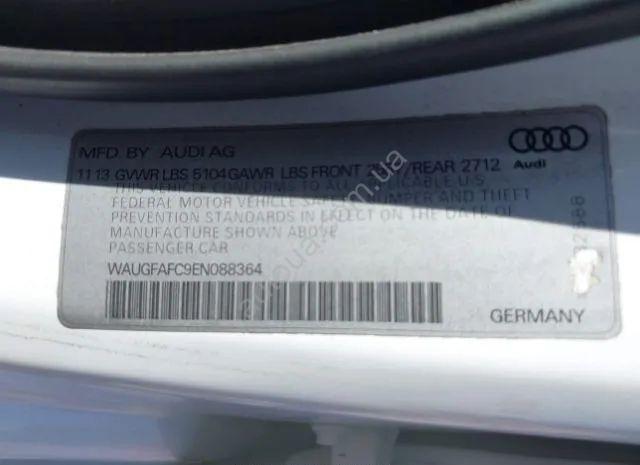 MFD BY AUDI AG
1113 GVWR LBS 5104 GAWR LBS FRONT /REAR 2712
Audi
THIS VEHICLE CONFORMS TO ALL APPLICABLE U.S.
FEDERAL MOTOR VEHICLE SAFETY, BUMPER AND THEFT
PREVENTION STANDARDS IN EFFECT ON THE DATE OF
MANUFACTURE SHOWN ABOVE
PASSENGER CAR
WAUGFAFC9EN088364
GERMANY